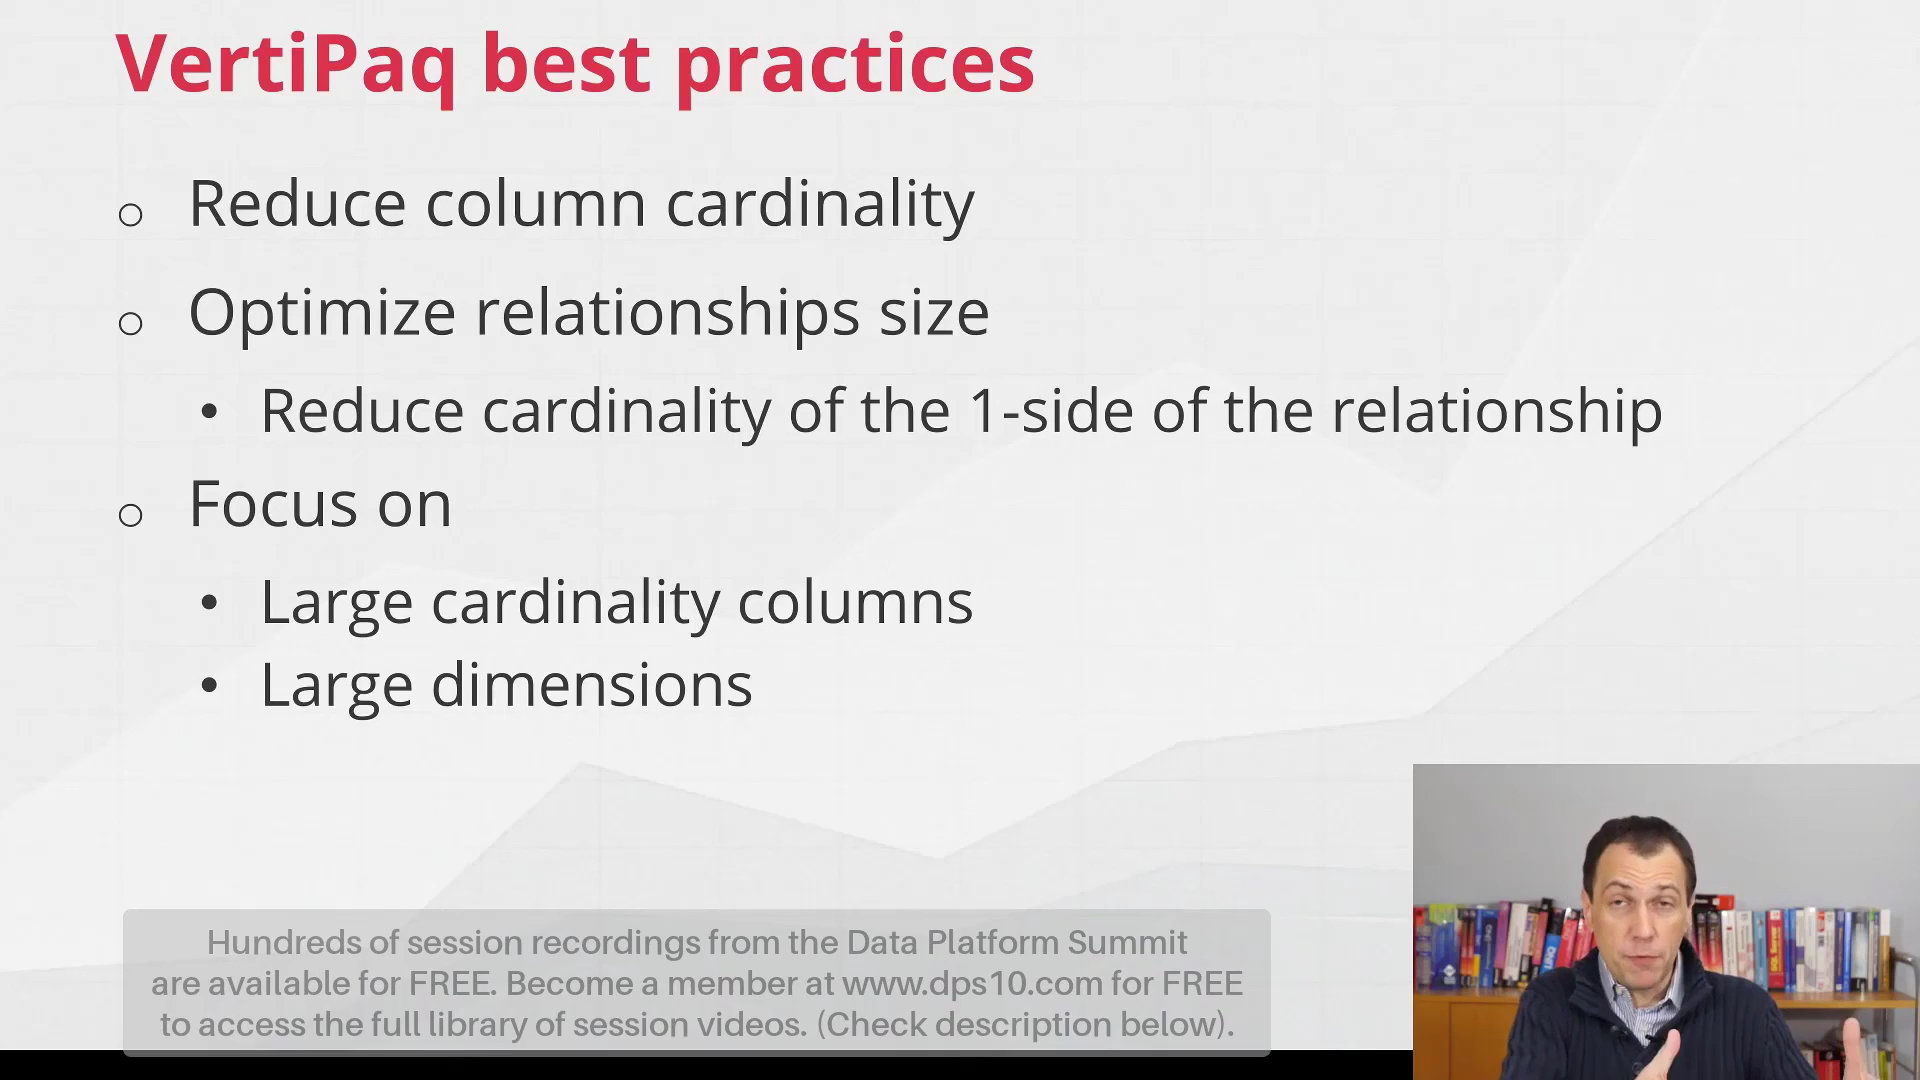 VertiPaq best practices
Reduce column cardinality
Optimize relationships size
Reduce cardinality of the 1-side of the relationship
Focus on
Large cardinality columns
Large dimensions
Hundreds of session recordings from the Data Platform Summit
are available for FREE. Become a member at www.dps10.com for FREE
to access the full library of session videos. (Check description below).